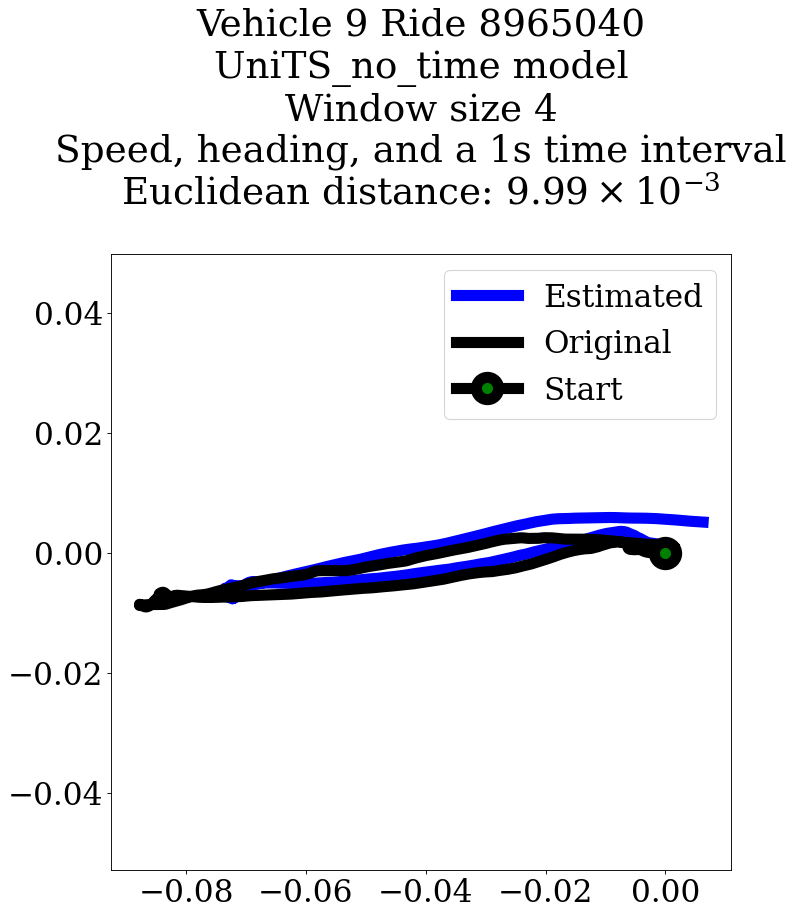 Vehicle 9 Ride 8965040
UniTS_no_time model
Window size 4
Speed, heading, and a 1s time interval
Euclidean distance: 9.99 × 10⁻³
Estimated
Original
Start
0.04
0.02
0.00
−0.02
−0.04
−0.08 −0.06 −0.04 −0.02 0.00